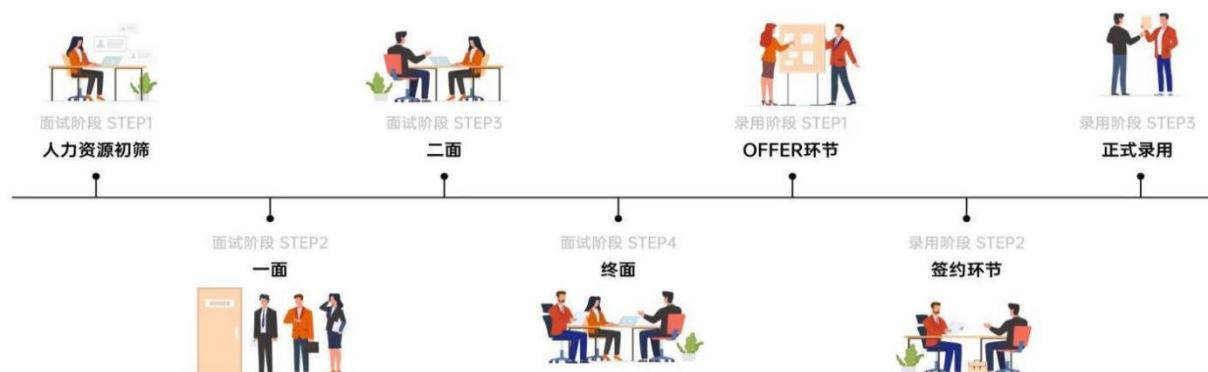 面试阶段 STEP1
人力资源初筛
面试阶段 STEP3
二面
录用阶段 STEP1
OFFER环节
录用阶段 STEP3
正式录用
面试阶段 STEP2
一面
面试阶段 STEP4
终面
录用阶段 STEP2
签约环节